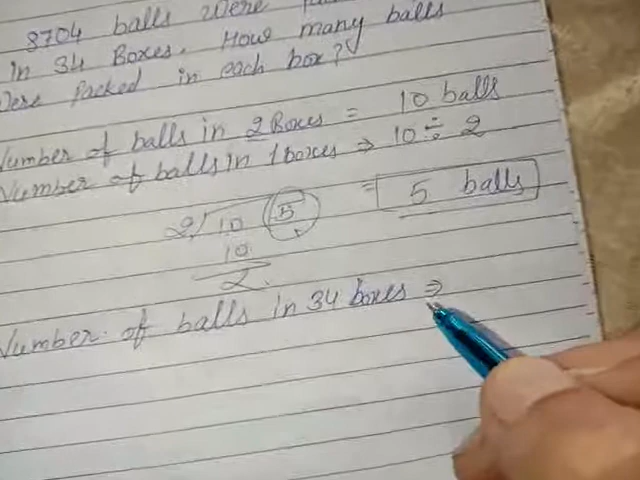 8704 balls were
In 34 Boxes. How many balls
Were Packed in each box?
Number of balls in 2 Boxes = 10 balls
Number of balls in 1 boxes ⇒ 10 ÷ 2
= 5 balls
2) 10 (5
10
2
Number of balls in 34 boxes ⇒